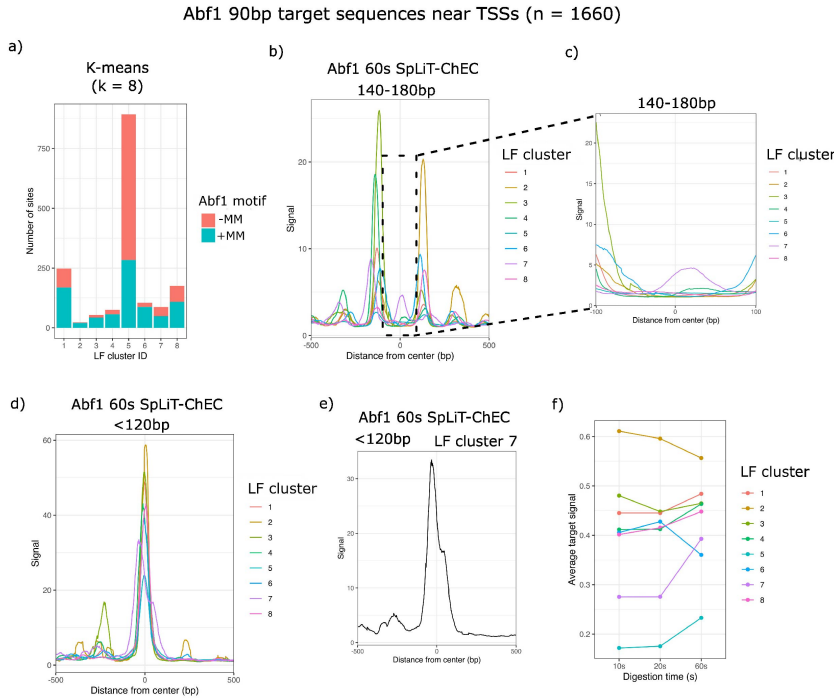 Abf1 90bp target sequences near TSSs (n = 1660)
a)
K-means
(k = 8)
Number of sites
750
500
250
0
1 2 3 4 5 6 7 8
LF cluster ID
Abf1 motif
-MM
+MM
b)
Abf1 60s SpLiT-ChEC
140-180bp
Signal
20
10
0
-500 0 500
Distance from center (bp)
LF cluster
1
2
3
4
5
6
7
8
c)
140-180bp
Signal
20
15
10
5
0
-100 0 100
Distance from center (bp)
LF cluster
1
2
3
4
5
6
7
8
d)
Abf1 60s SpLiT-ChEC
<120bp
Signal
60
40
20
0
-500 0 500
Distance from center (bp)
LF cluster
1
2
3
4
5
6
7
8
e)
Abf1 60s SpLiT-ChEC
<120bp LF cluster 7
Signal
30
20
10
0
-500 0 500
Distance from center (bp)
f)
Average target signal
0.6
0.5
0.4
0.3
0.2
10s 20s 60s
Digestion time (s)
LF cluster
1
2
3
4
5
6
7
8